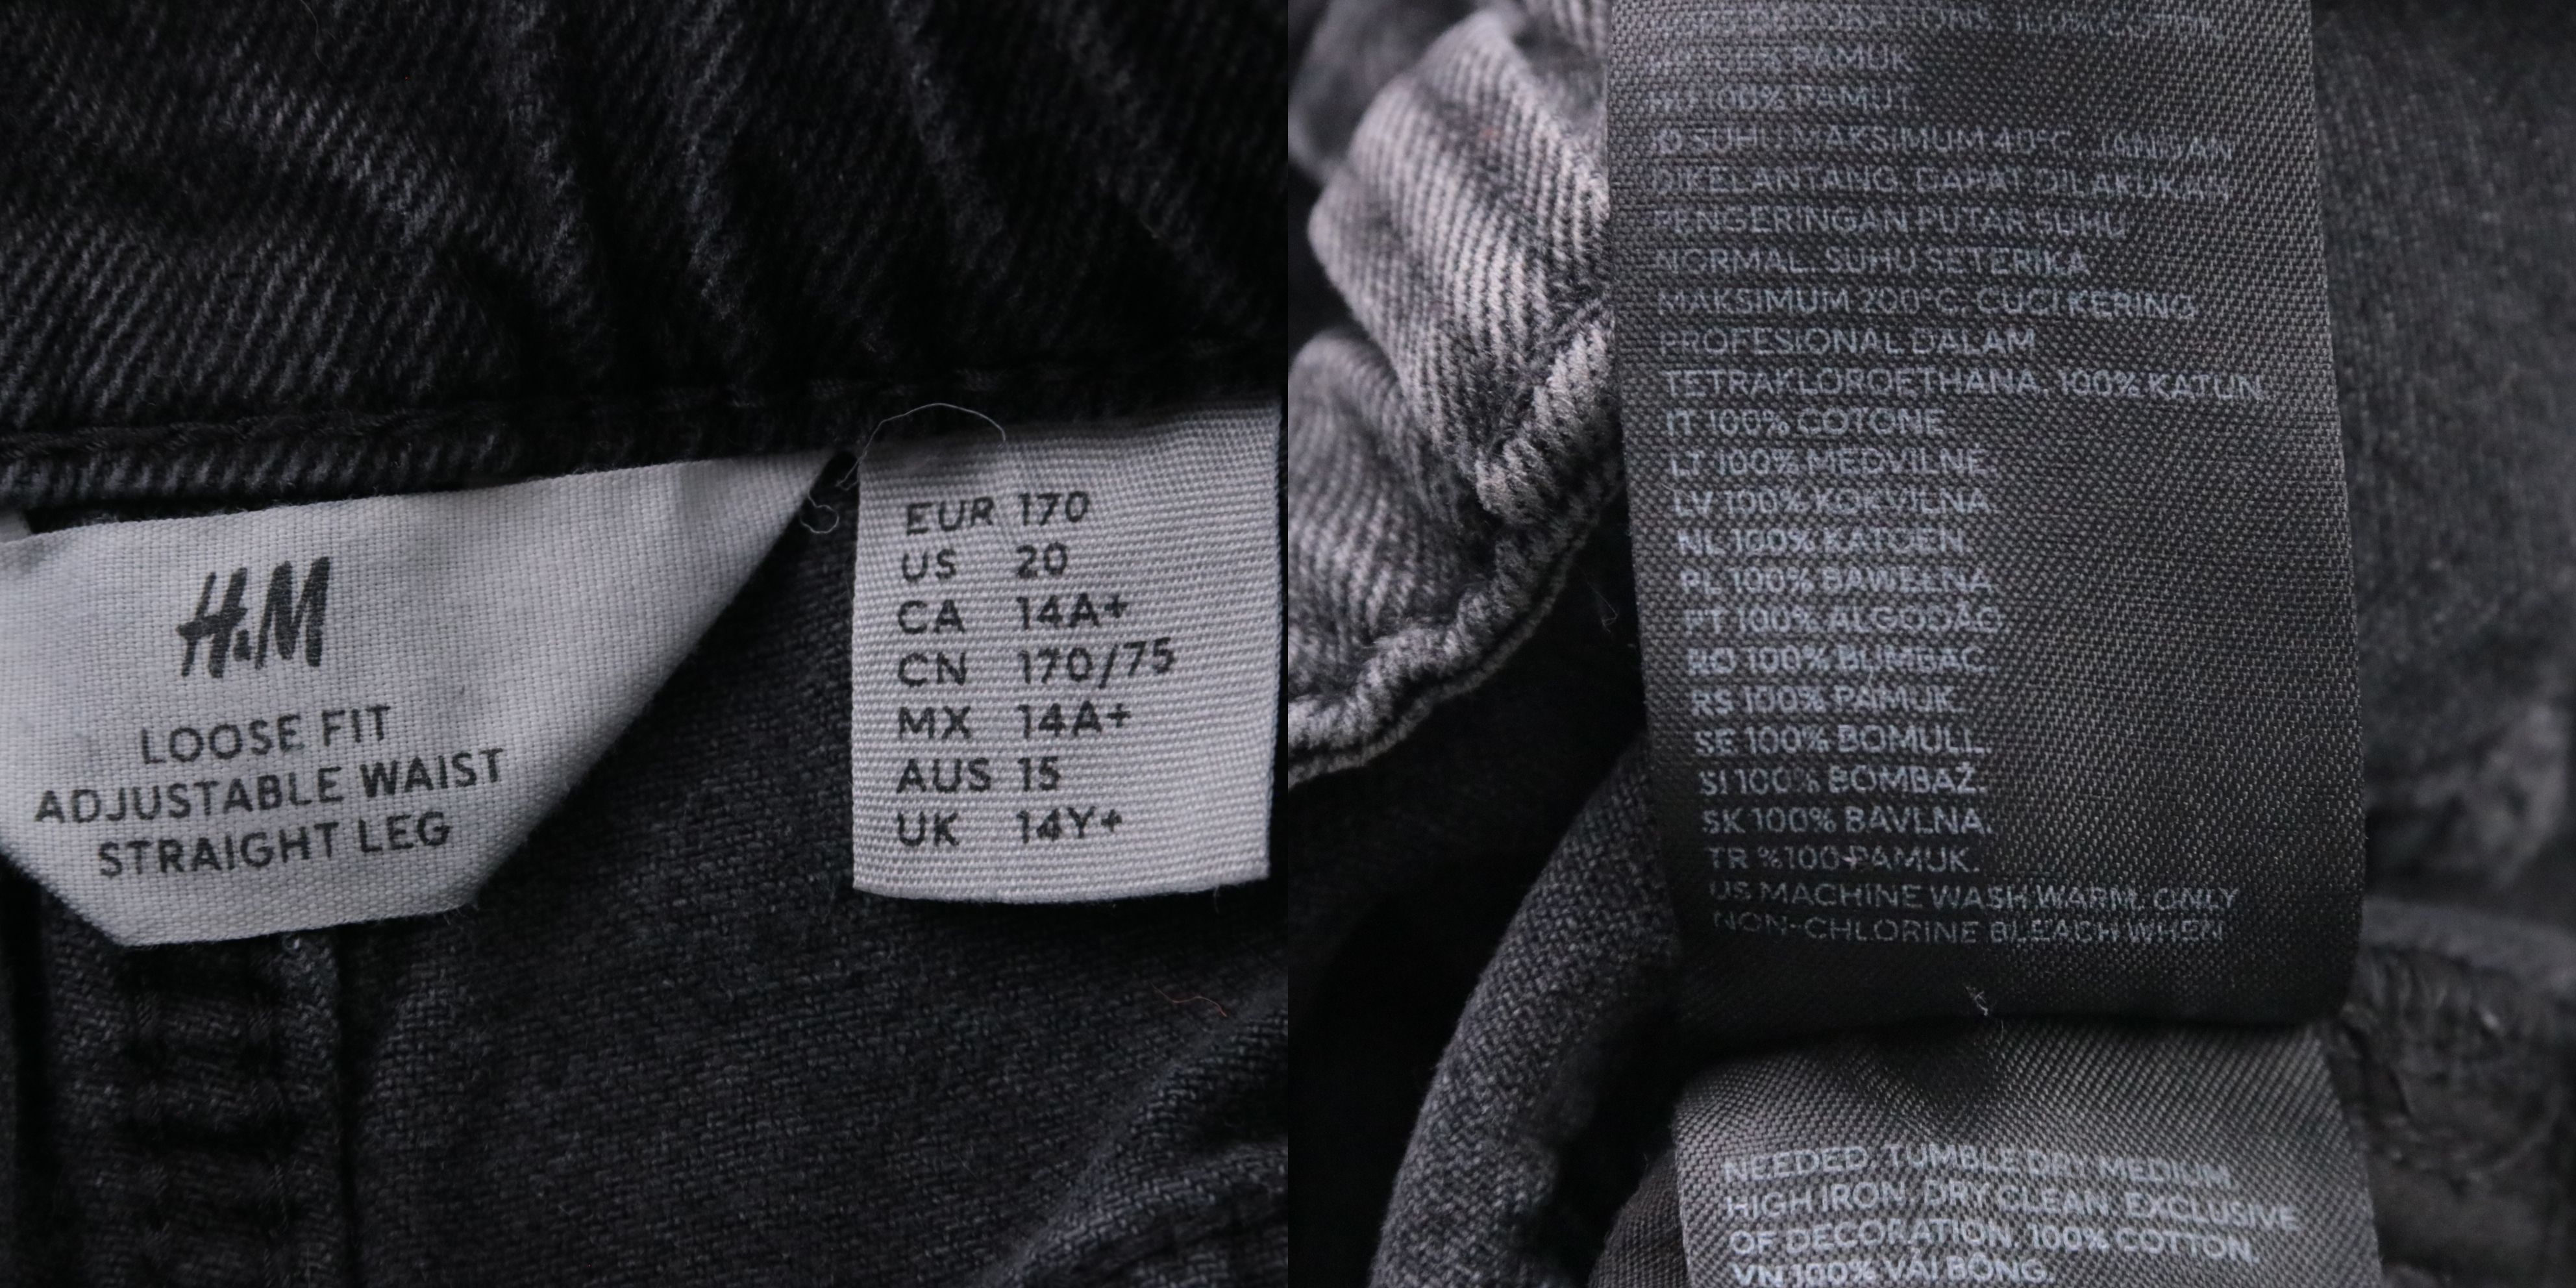 H&M
LOOSE FIT
ADJUSTABLE WAIST
STRAIGHT LEG
EUR 170
US 20
CA 14A+
CN 170/75
MX 14A+
AUS 15
UK 14Y+
PAMUK
100% PAMUT.
ID SUHU MAKSIMUM 40°C. JANGAN
DIKELANTANG. DAPAT DILAKUKAN
PENGERINGAN PUTAR SUHU
NORMAL. SUHU SETERIKA
MAKSIMUM 200°C. CUCI KERING
PROFESIONAL DALAM
TETRAKLOROETHANA. 100% KATUN.
IT 100% COTONE
LT 100% MEDVILNĖ.
LV 100% KOKVILNA
NL 100% KATOEN.
PL 100% BAWEŁNA
PT 100% ALGODÃO.
RO 100% BUMBAC.
RS 100% PAMUK.
SE 100% BOMULL.
SI 100% BOMBAŽ.
SK 100% BAVLNA.
TR %100 PAMUK.
US MACHINE WASH WARM. ONLY
NON-CHLORINE BLEACH WHEN
NEEDED. TUMBLE DRY MEDIUM.
HIGH IRON. DRY CLEAN. EXCLUSIVE
OF DECORATION, 100% COTTON.
VN 100% VẢI BÔNG.